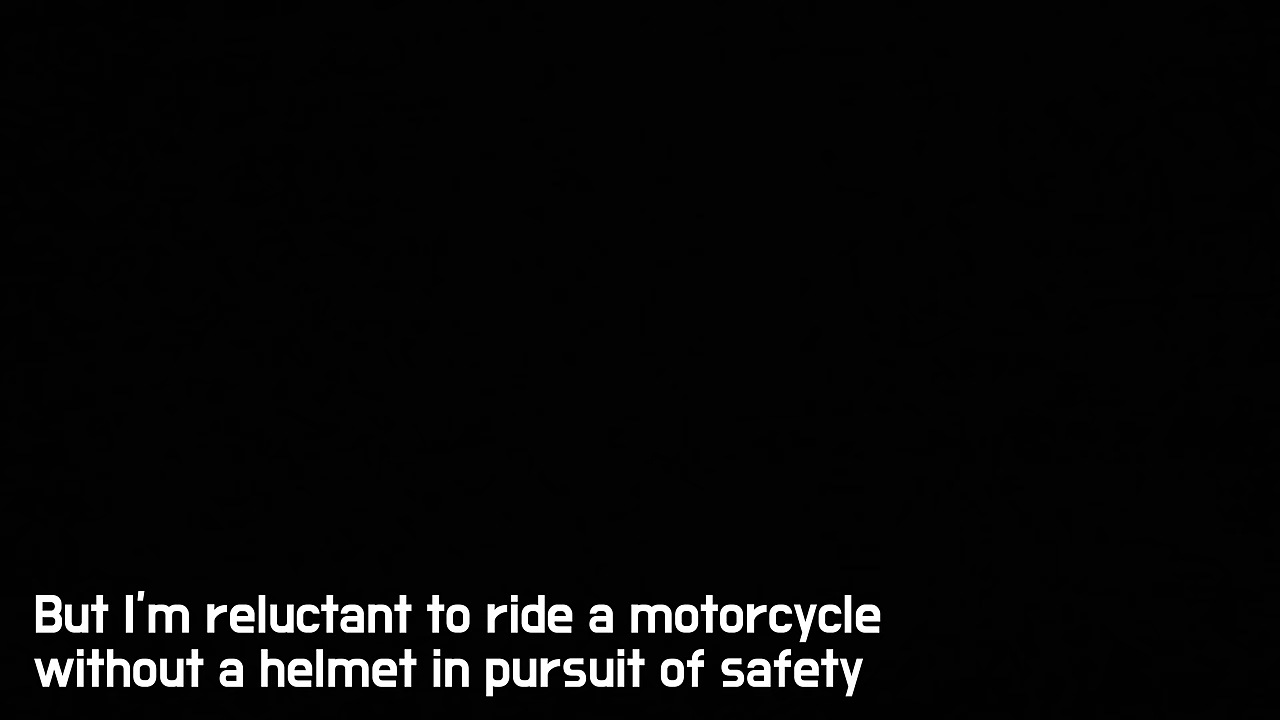 But I'm reluctant to ride a motorcycle
without a helmet in pursuit of safety